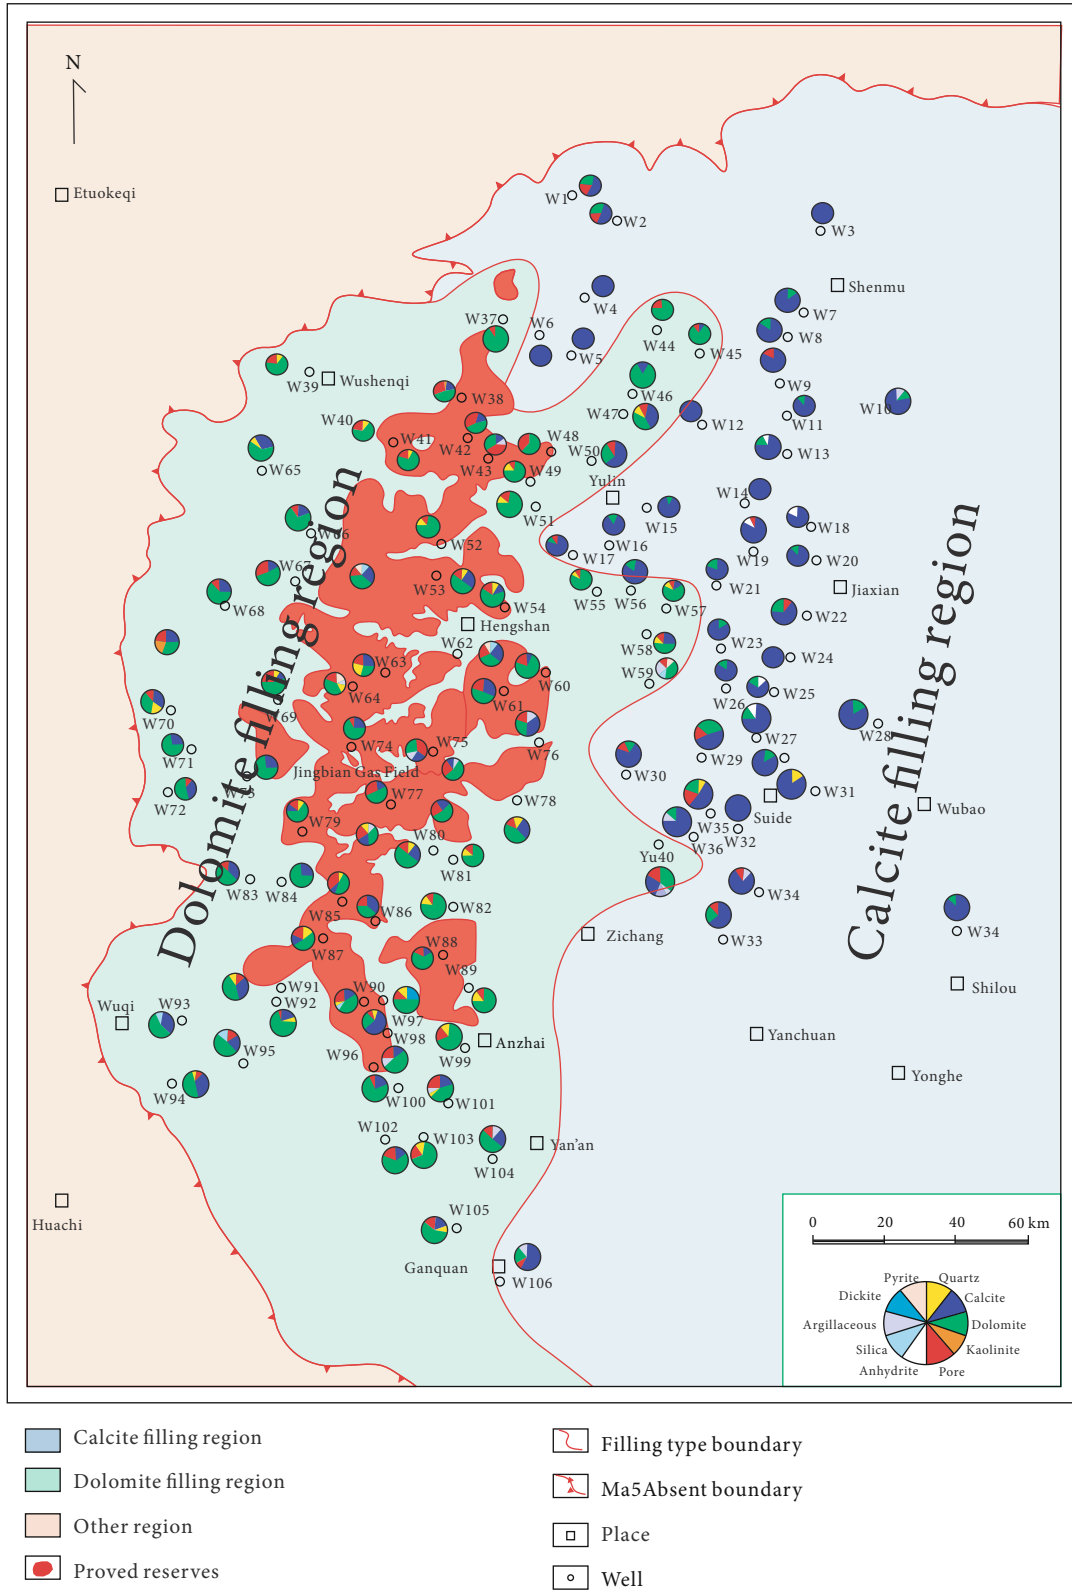 N
Etuokeqi
W1
W2
W3
Shenmu
W4
W37
W6
W7
W44
W8
W5
W45
W39
Wushenqi
W9
W38
W46
W10
W40
W47
W12
W11
W41
W42
W48
W50
W43
W13
W65
W49
Yulin
W14
W51
W15
W18
W66
W52
W16
W19
W17
W20
W67
W53
W21
W68
W54
W55
W56
W57
Jiaxian
W22
Hengshan
W62
W58
W23
W63
W24
W59
W64
W60
W26
W25
W69
W61
W70
W28
W71
W74
W75
W76
W27
W29
Jingbian Gas Field
W30
W73
W72
W77
W78
W31
Wubao
W79
W35
Suide
W80
W36
W32
Yu40
W81
W83
W84
W34
W85
W86
W82
Zichang
W33
W34
W87
W88
W89
W91
W90
Shilou
Wuqi
W93
W92
W97
W98
Anzhai
Yanchuan
W95
W96
W99
W94
W100
W101
Yonghe
W102
W103
Yan'an
W104
Huachi
W105
Ganquan
W106
Dolomite filling region
Calcite filling region
0 20 40 60 km
Pyrite
Quartz
Dickite
Calcite
Argillaceous
Dolomite
Silica
Kaolinite
Anhydrite
Pore
Calcite filling region
Dolomite filling region
Other region
Proved reserves
Filling type boundary
Ma5Absent boundary
Place
Well